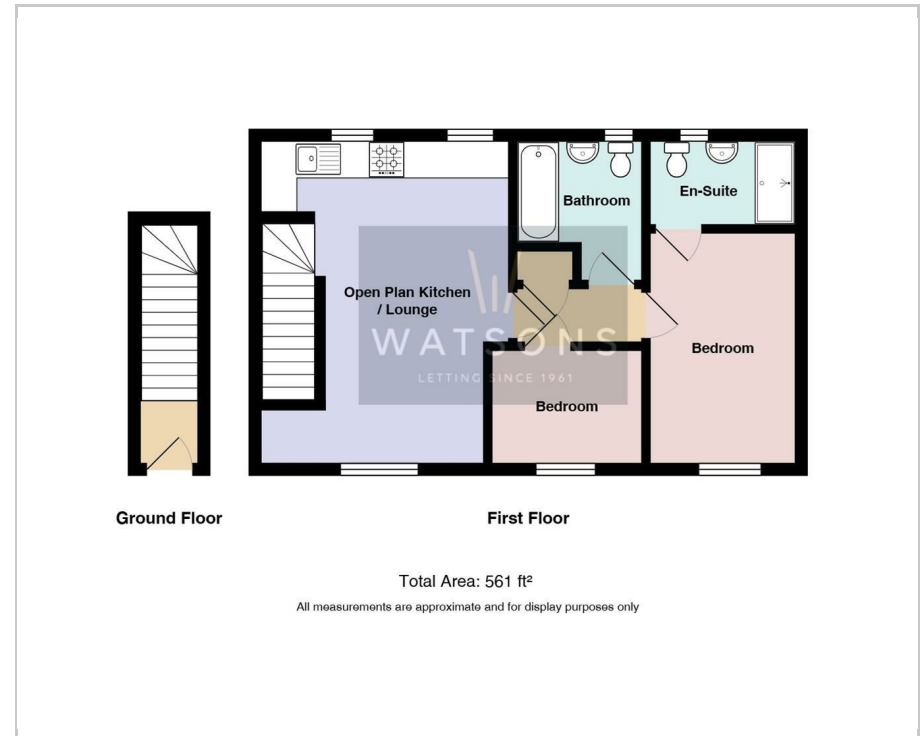 Bathroom
En-Suite
Open Plan Kitchen
/ Lounge
WATSONS
LETTING SINCE 1961
Bedroom
Bedroom
Ground Floor
First Floor
Total Area: 561 ft²
All measurements are approximate and for display purposes only